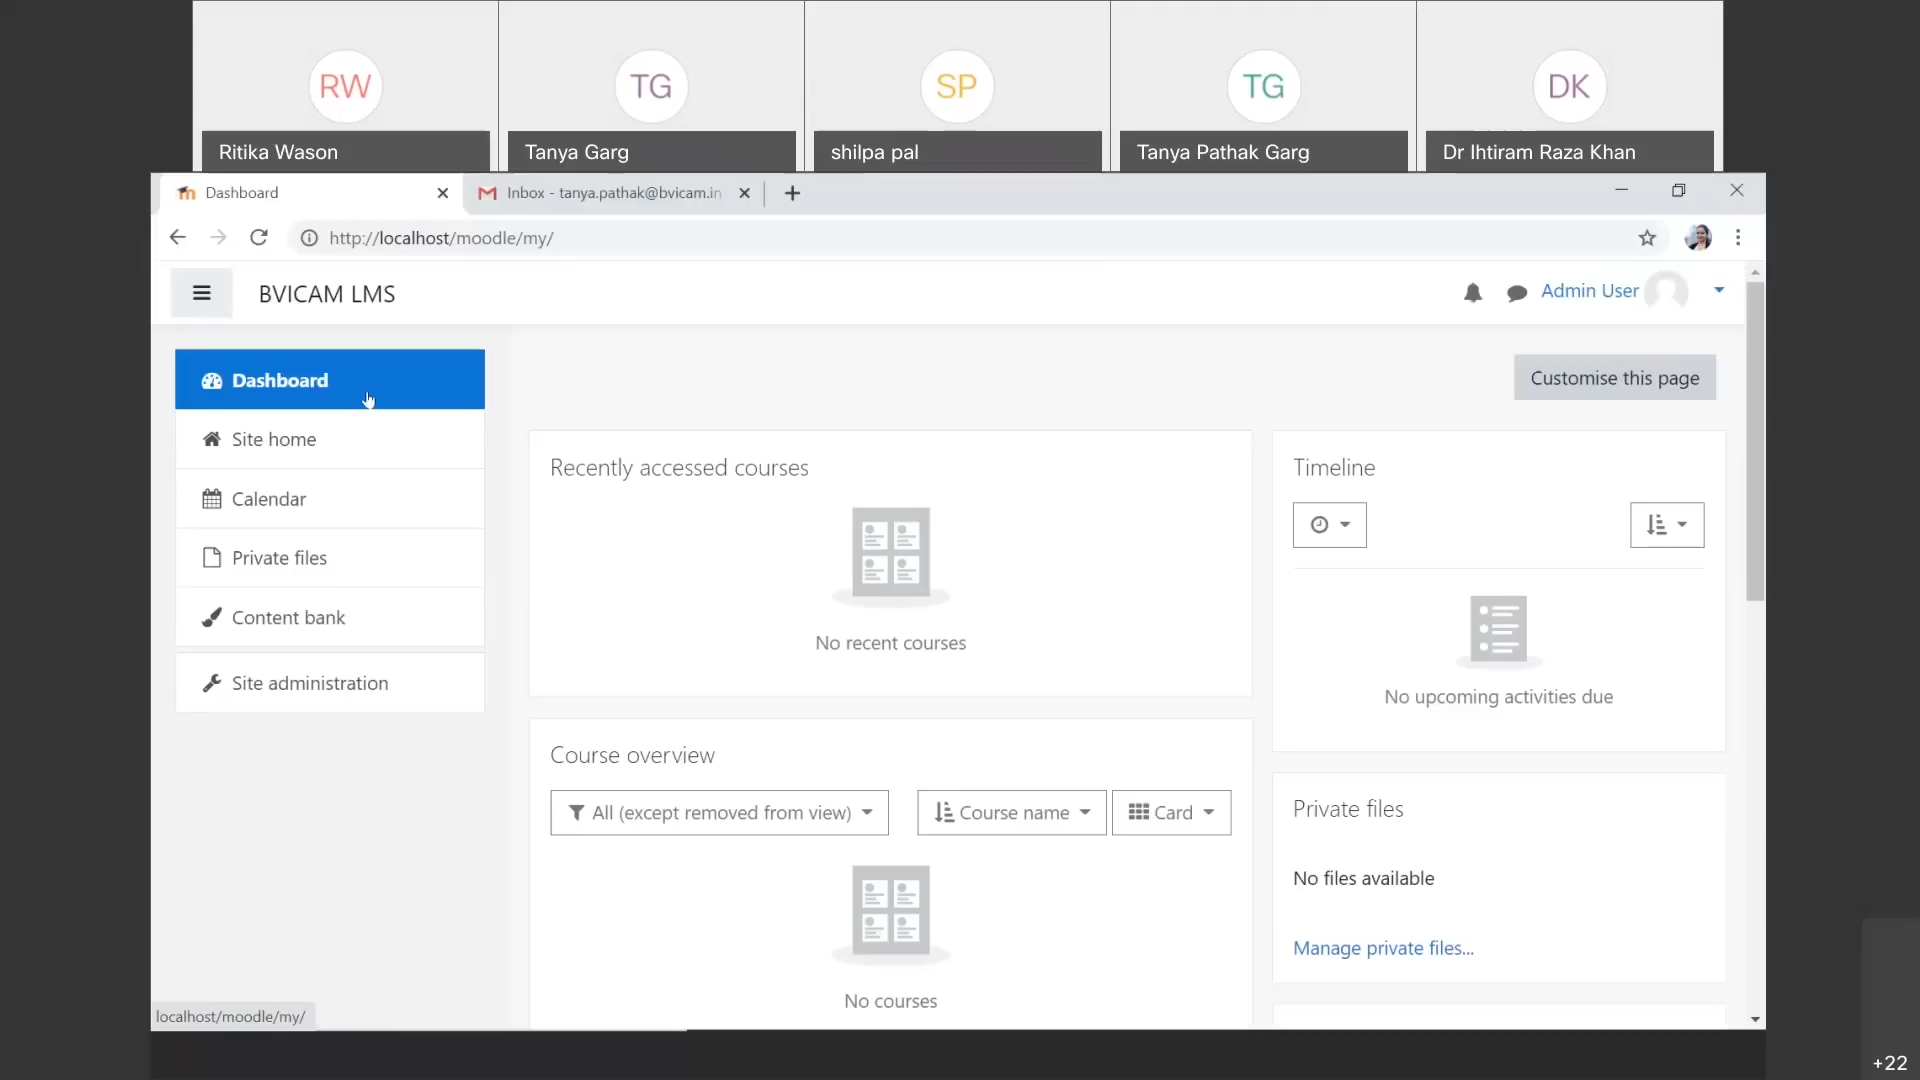 RW
TG
SP
TG
DK
Ritika Wason
Tanya Garg
shilpa pal
Tanya Pathak Garg
Dr Ihtiram Raza Khan
Dashboard
Inbox - tanya.pathak@bvicam.in
http://localhost/moodle/my/
BVICAM LMS
Admin User
Dashboard
Customise this page
Site home
Calendar
Private files
Content bank
Site administration
Recently accessed courses
No recent courses
Timeline
No upcoming activities due
Course overview
All (except removed from view)
Course name
Card
No courses
Private files
No files available
Manage private files...
localhost/moodle/my/
+22